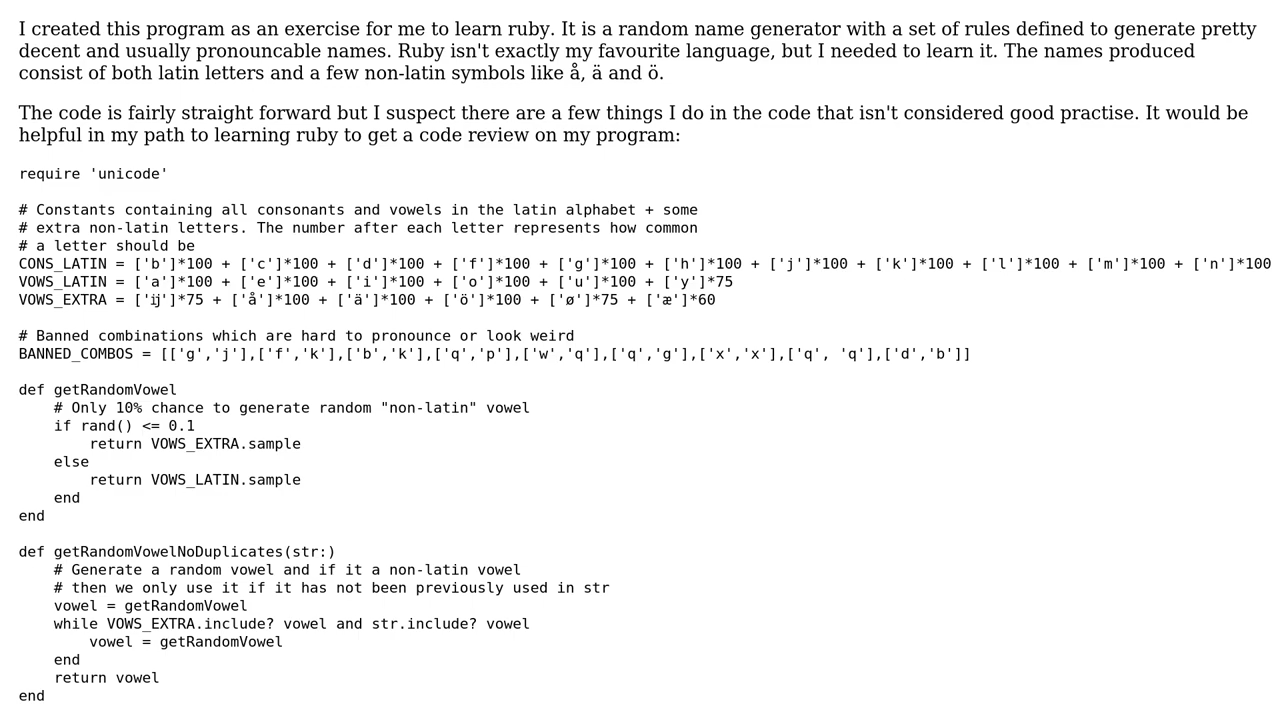 I created this program as an exercise for me to learn ruby. It is a random name generator with a set of rules defined to generate pretty
decent and usually pronouncable names. Ruby isn't exactly my favourite language, but I needed to learn it. The names produced
consist of both latin letters and a few non-latin symbols like å, ä and ö.
The code is fairly straight forward but I suspect there are a few things I do in the code that isn't considered good practise. It would be
helpful in my path to learning ruby to get a code review on my program:
require 'unicode'
# Constants containing all consonants and vowels in the latin alphabet + some
# extra non-latin letters. The number after each letter represents how common
# a letter should be
CONS_LATIN = ['b']*100 + ['c']*100 + ['d']*100 + ['f']*100 + ['g']*100 + ['h']*100 + ['j']*100 + ['k']*100 + ['l']*100 + ['m']*100 + ['n']*100
VOWS_LATIN = ['a']*100 + ['e']*100 + ['i']*100 + ['o']*100 + ['u']*100 + ['y']*75
VOWS_EXTRA = ['ij']*75 + ['å']*100 + ['ä']*100 + ['ö']*100 + ['ø']*75 + ['æ']*60
# Banned combinations which are hard to pronounce or look weird
BANNED_COMBOS = [['g','j'],['f','k'],['b','k'],['q','p'],['w','q'],['q','g'],['x','x'],['q', 'q'],['d','b']]
def getRandomVowel
    # Only 10% chance to generate random "non-latin" vowel
    if rand() <= 0.1
        return VOWS_EXTRA.sample
    else
        return VOWS_LATIN.sample
    end
end
def getRandomVowelNoDuplicates(str:)
    # Generate a random vowel and if it a non-latin vowel
    # then we only use it if it has not been previously used in str
    vowel = getRandomVowel
    while VOWS_EXTRA.include? vowel and str.include? vowel
        vowel = getRandomVowel
    end
    return vowel
end